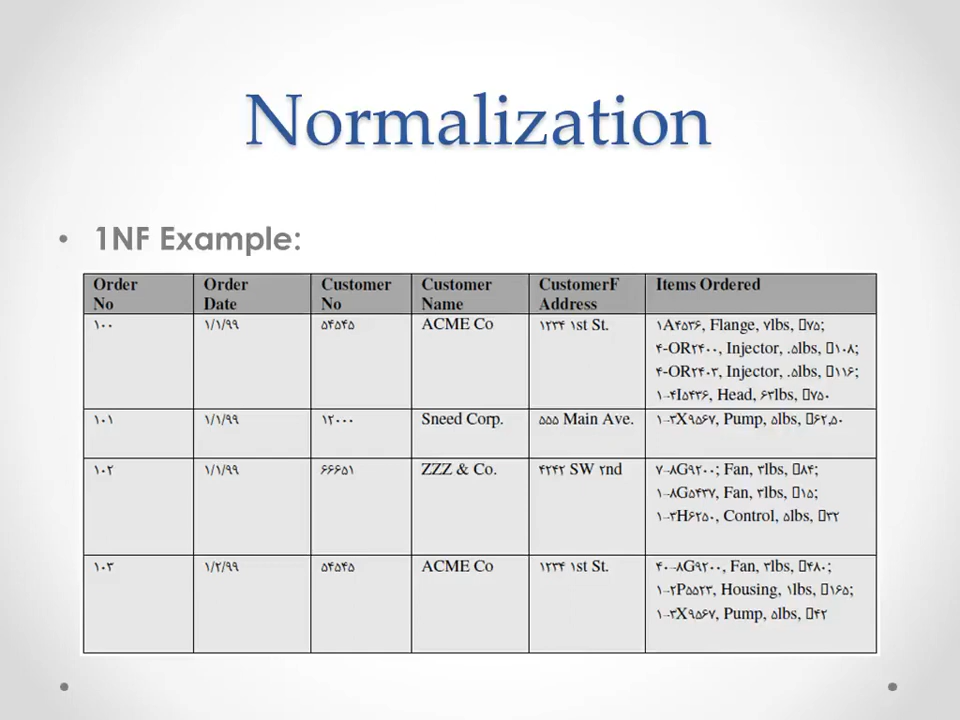 Normalization
• 1NF Example:
Order No | Order Date | Customer No | Customer Name | CustomerF Address | Items Ordered
۱۰۰ | ۱/۱/۹۹ | ۵۴۵۴۵ | ACME Co | ۱۲۳۴ ۱st St. | ۱A۴۵۳۶, Flange, ۷lbs, □۷۵;
۴-OR۲۴۰۰, Injector, .۵lbs, □۱۰۸;
۴-OR۲۴۰۳, Injector, .۵lbs, □۱۱۶;
۱-۴I۵۴۳۶, Head, ۶۳lbs, □۷۵۰
۱۰۱ | ۱/۱/۹۹ | ۱۲۰۰۰ | Sneed Corp. | ۵۵۵ Main Ave. | ۱-۳X۹۵۶۷, Pump, ۵lbs, □۶۲,۵۰
۱۰۲ | ۱/۱/۹۹ | ۶۶۶۵۱ | ZZZ & Co. | ۴۲۴۲ SW ۲nd | ۷-۸G۹۲۰۰; Fan, ۳lbs, □۸۴;
۱-۸G۵۴۳۷, Fan, ۳lbs, □۱۵;
۱-۳H۶۲۵۰, Control, ۵lbs, □۳۲
۱۰۳ | ۱/۲/۹۹ | ۵۴۵۴۵ | ACME Co | ۱۲۳۴ ۱st St. | ۴۰-۸G۹۲۰۰, Fan, ۳lbs, □۴۸۰;
۱-۲P۵۵۲۳, Housing, ۱lbs, □۱۶۵;
۱-۳X۹۵۶۷, Pump, ۵lbs, □۴۲